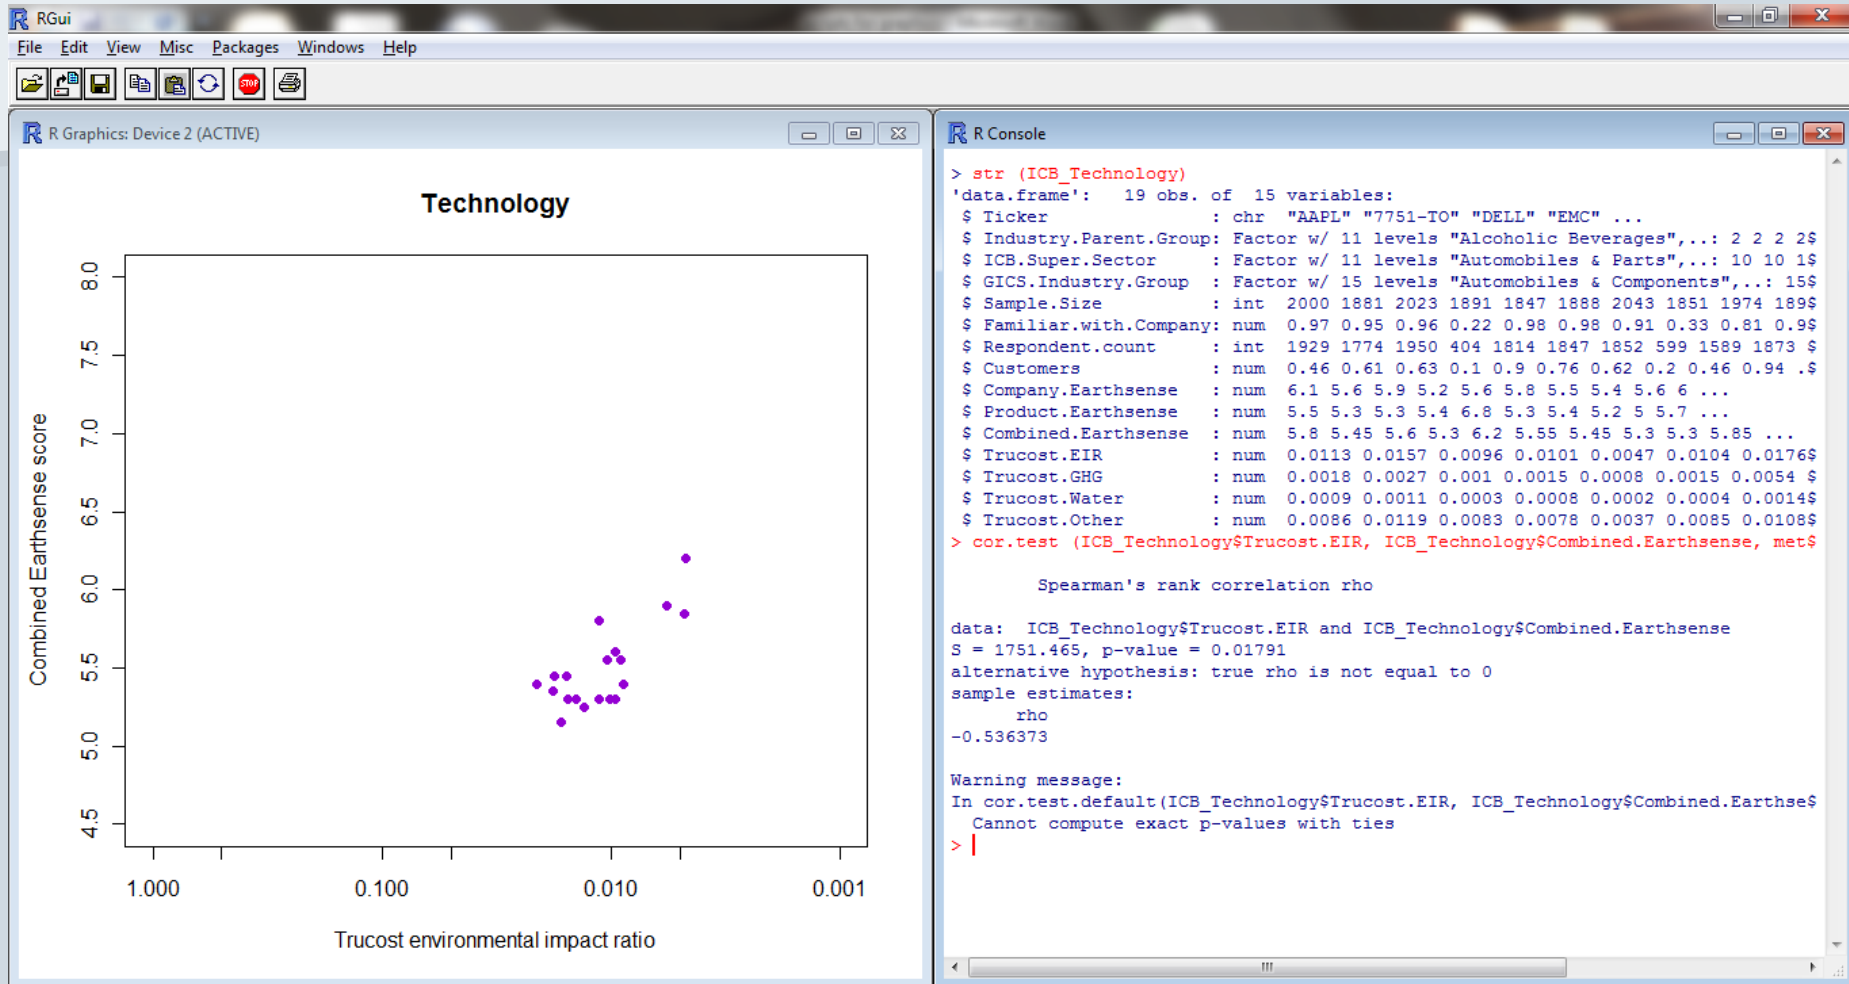 RGui
File Edit View Misc Packages Windows Help
STOP
R Graphics: Device 2 (ACTIVE)
Technology
Combined Earthsense score
8.0
7.5
7.0
6.5
6.0
5.5
5.0
4.5
1.000 0.100 0.010 0.001
Trucost environmental impact ratio
R Console
> str (ICB_Technology)
'data.frame': 19 obs. of 15 variables:
$ Ticker : chr "AAPL" "7751-TO" "DELL" "EMC" ...
$ Industry.Parent.Group: Factor w/ 11 levels "Alcoholic Beverages",..: 2 2 2 2$
$ ICB.Super.Sector : Factor w/ 11 levels "Automobiles & Parts",..: 10 10 1$
$ GICS.Industry.Group : Factor w/ 15 levels "Automobiles & Components",..: 15$
$ Sample.Size : int 2000 1881 2023 1891 1847 1888 2043 1851 1974 189$
$ Familiar.with.Company: num 0.97 0.95 0.96 0.22 0.98 0.98 0.91 0.33 0.81 0.9$
$ Respondent.count : int 1929 1774 1950 404 1814 1847 1852 599 1589 1873 $
$ Customers : num 0.46 0.61 0.63 0.1 0.9 0.76 0.62 0.2 0.46 0.94 .$
$ Company.Earthsense : num 6.1 5.6 5.9 5.2 5.6 5.8 5.5 5.4 5.6 6 ...
$ Product.Earthsense : num 5.5 5.3 5.3 5.4 6.8 5.3 5.4 5.2 5 5.7 ...
$ Combined.Earthsense : num 5.8 5.45 5.6 5.3 6.2 5.55 5.45 5.3 5.3 5.85 ...
$ Trucost.EIR : num 0.0113 0.0157 0.0096 0.0101 0.0047 0.0104 0.0176$
$ Trucost.GHG : num 0.0018 0.0027 0.001 0.0015 0.0008 0.0015 0.0054 $
$ Trucost.Water : num 0.0009 0.0011 0.0003 0.0008 0.0002 0.0004 0.0014$
$ Trucost.Other : num 0.0086 0.0119 0.0083 0.0078 0.0037 0.0085 0.0108$
> cor.test (ICB_Technology$Trucost.EIR, ICB_Technology$Combined.Earthsense, met$
Spearman's rank correlation rho
data: ICB_Technology$Trucost.EIR and ICB_Technology$Combined.Earthsense
S = 1751.465, p-value = 0.01791
alternative hypothesis: true rho is not equal to 0
sample estimates:
rho
-0.536373
Warning message:
In cor.test.default(ICB_Technology$Trucost.EIR, ICB_Technology$Combined.Earthse$
Cannot compute exact p-values with ties
>